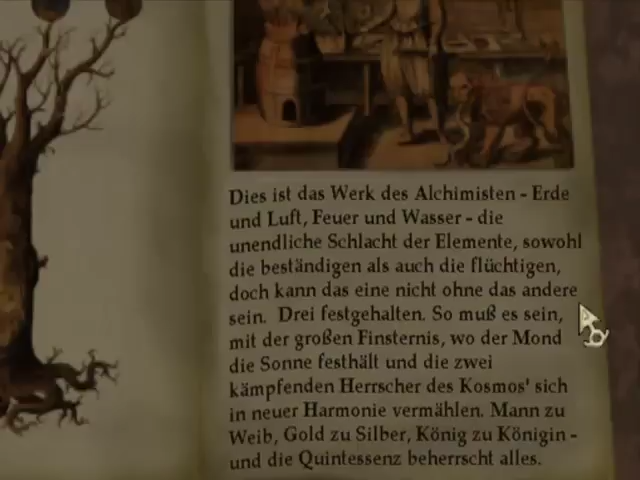 Dies ist das Werk des Alchimisten - Erde
und Luft, Feuer und Wasser - die
unendliche Schlacht der Elemente, sowohl
die beständigen als auch die flüchtigen,
doch kann das eine nicht ohne das andere
sein. Drei festgehalten. So muß es sein,
mit der großen Finsternis, wo der Mond
die Sonne festhält und die zwei
kämpfenden Herrscher des Kosmos' sich
in neuer Harmonie vermählen. Mann zu
Weib, Gold zu Silber, König zu Königin -
und die Quintessenz beherrscht alles.